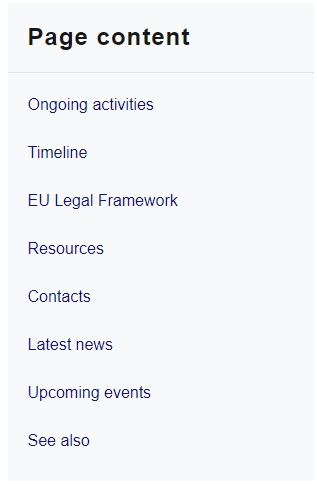 Page content
Ongoing activities
Timeline
EU Legal Framework
Resources
Contacts
Latest news
Upcoming events
See also